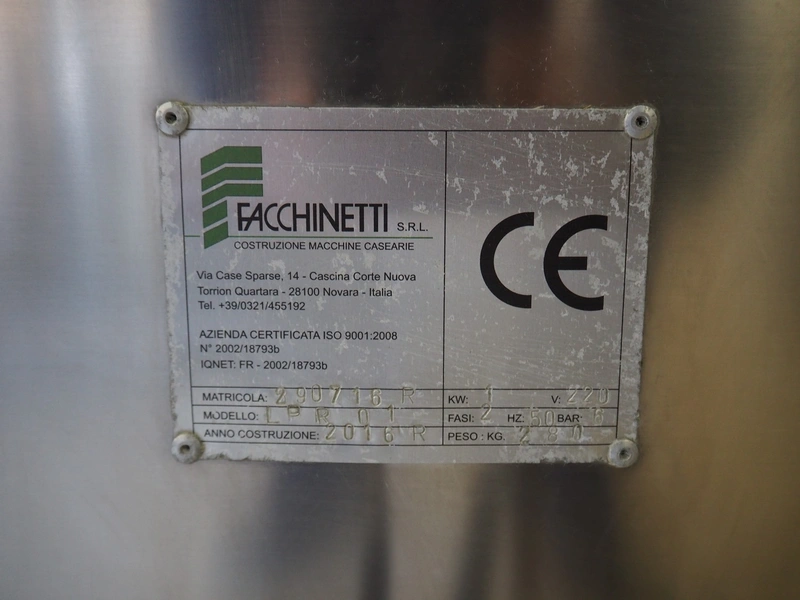 FACCHINETTI S.R.L.
COSTRUZIONE MACCHINE CASEARIE
Via Case Sparse, 14 - Cascina Corte Nuova
Torrion Quartara - 28100 Novara - Italia
Tel. +39/0321/455192
AZIENDA CERTIFICATA ISO 9001:2008
N° 2002/18793b
IQNET: FR - 2002/18793b
CE
MATRICOLA: 290716 R
MODELLO: LPR 01
ANNO COSTRUZIONE: 2016 R
KW: 1 V: 220
FASI: 2 HZ: 50 BAR: 6
PESO : KG. 280